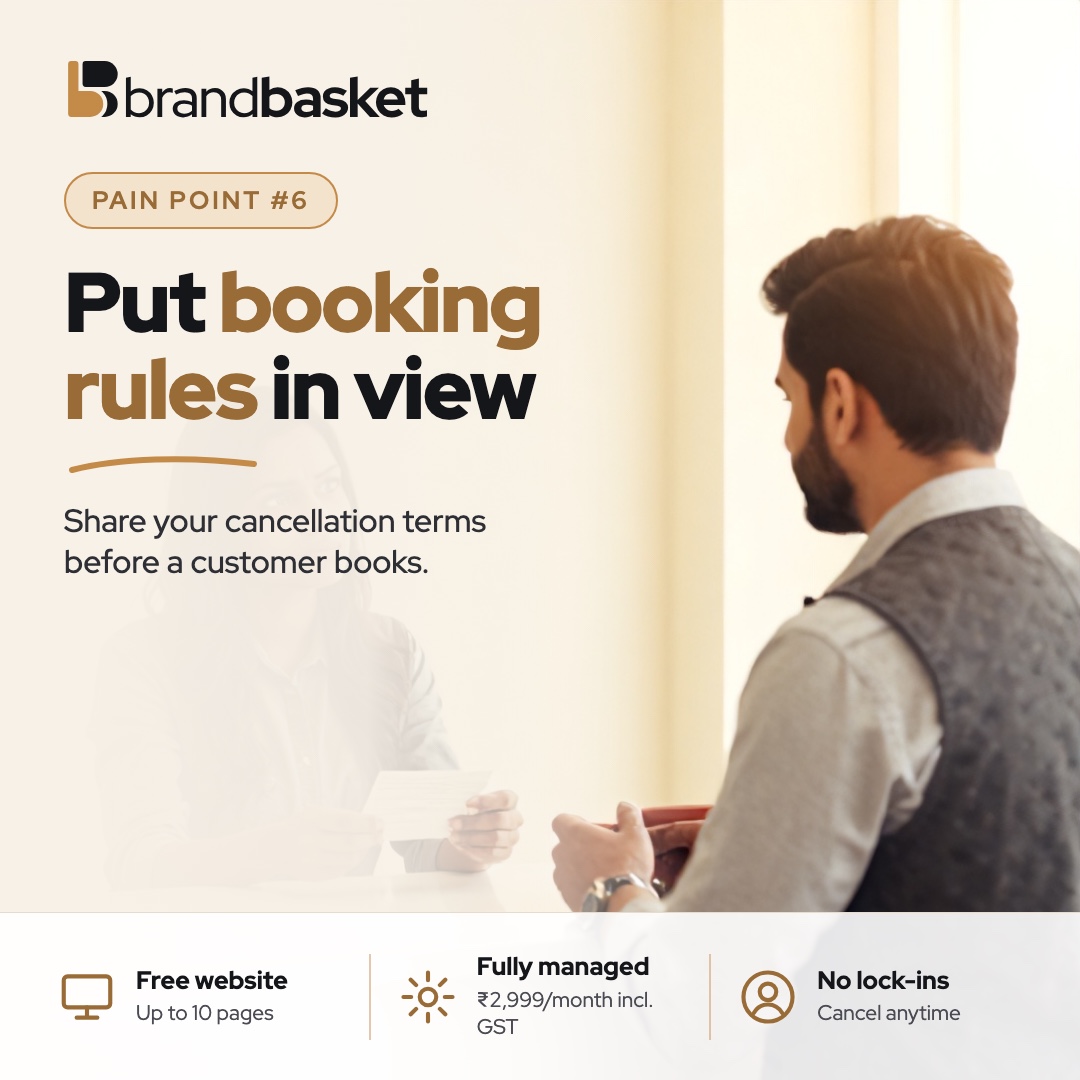 brandbasket
PAIN POINT #6
Put booking
rules in view
Share your cancellation terms
before a customer books.
Free website
Up to 10 pages
Fully managed
₹2,999/month incl.
GST
No lock-ins
Cancel anytime